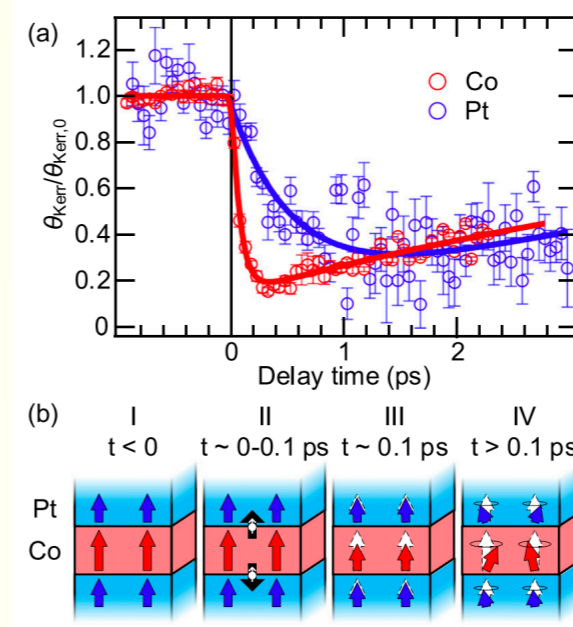 (a)
1.2
1.0
0.8
0.6
0.4
0.2
0
θKerr/θKerr,0
Co
Pt
0 1 2
Delay time (ps)
(b)
I II III IV
t < 0 t ~ 0-0.1 ps t ~ 0.1 ps t > 0.1 ps
Pt
Co